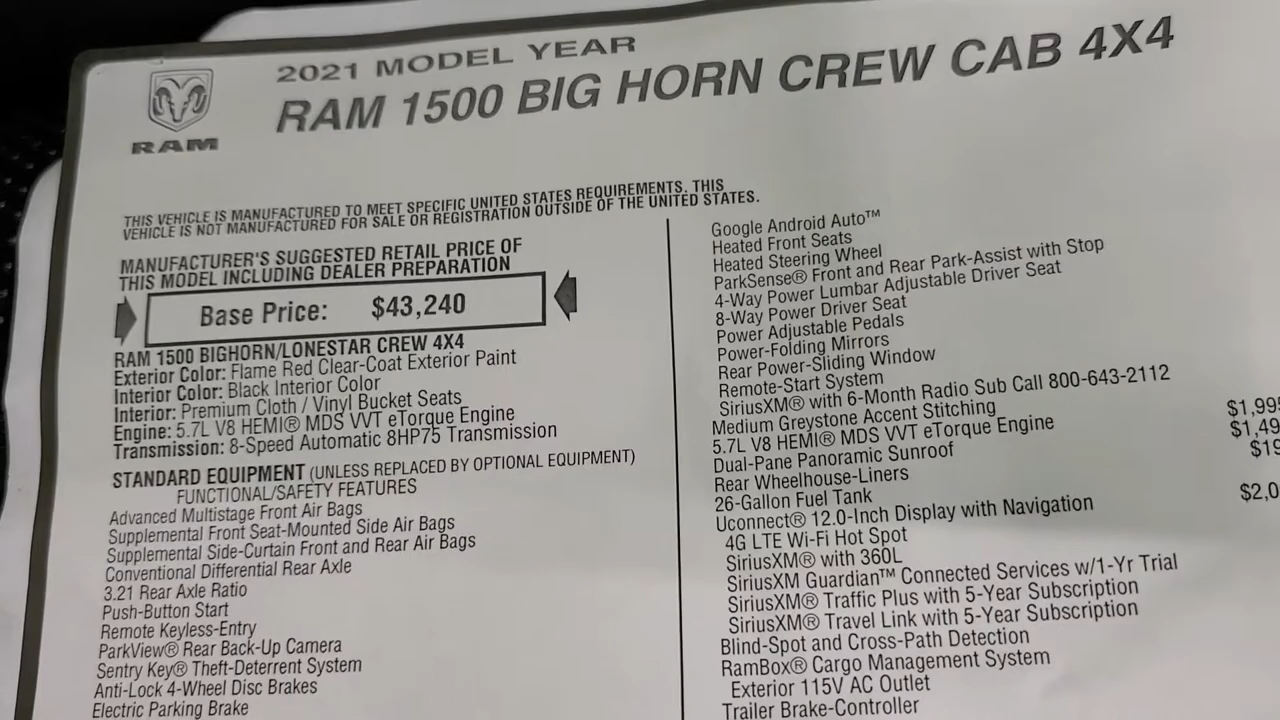 2021 MODEL YEAR
RAM 1500 BIG HORN CREW CAB 4X4
RAM
THIS VEHICLE IS MANUFACTURED TO MEET SPECIFIC UNITED STATES REQUIREMENTS. THIS
VEHICLE IS NOT MANUFACTURED FOR SALE OR REGISTRATION OUTSIDE OF THE UNITED STATES.
MANUFACTURER'S SUGGESTED RETAIL PRICE OF
THIS MODEL INCLUDING DEALER PREPARATION
Base Price: $43,240
RAM 1500 BIGHORN/LONESTAR CREW 4X4
Exterior Color: Flame Red Clear-Coat Exterior Paint
Interior Color: Black Interior Color
Interior: Premium Cloth / Vinyl Bucket Seats
Engine: 5.7L V8 HEMI® MDS VVT eTorque Engine
Transmission: 8-Speed Automatic 8HP75 Transmission
STANDARD EQUIPMENT (UNLESS REPLACED BY OPTIONAL EQUIPMENT)
FUNCTIONAL/SAFETY FEATURES
Advanced Multistage Front Air Bags
Supplemental Front Seat-Mounted Side Air Bags
Supplemental Side-Curtain Front and Rear Air Bags
Conventional Differential Rear Axle
3.21 Rear Axle Ratio
Push-Button Start
Remote Keyless-Entry
ParkView® Rear Back-Up Camera
Sentry Key® Theft-Deterrent System
Anti-Lock 4-Wheel Disc Brakes
Electric Parking Brake
Google Android Auto™
Heated Front Seats
Heated Steering Wheel
ParkSense® Front and Rear Park-Assist with Stop
4-Way Power Lumbar Adjustable Driver Seat
8-Way Power Driver Seat
Power Adjustable Pedals
Power-Folding Mirrors
Rear Power-Sliding Window
Remote-Start System
SiriusXM® with 6-Month Radio Sub Call 800-643-2112
Medium Greystone Accent Stitching
5.7L V8 HEMI® MDS VVT eTorque Engine $1,995
Dual-Pane Panoramic Sunroof $1,49
Rear Wheelhouse-Liners $19
26-Gallon Fuel Tank
Uconnect® 12.0-Inch Display with Navigation $2,0
4G LTE Wi-Fi Hot Spot
SiriusXM® with 360L
SiriusXM Guardian™ Connected Services w/1-Yr Trial
SiriusXM® Traffic Plus with 5-Year Subscription
SiriusXM® Travel Link with 5-Year Subscription
Blind-Spot and Cross-Path Detection
RamBox® Cargo Management System
Exterior 115V AC Outlet
Trailer Brake-Controller